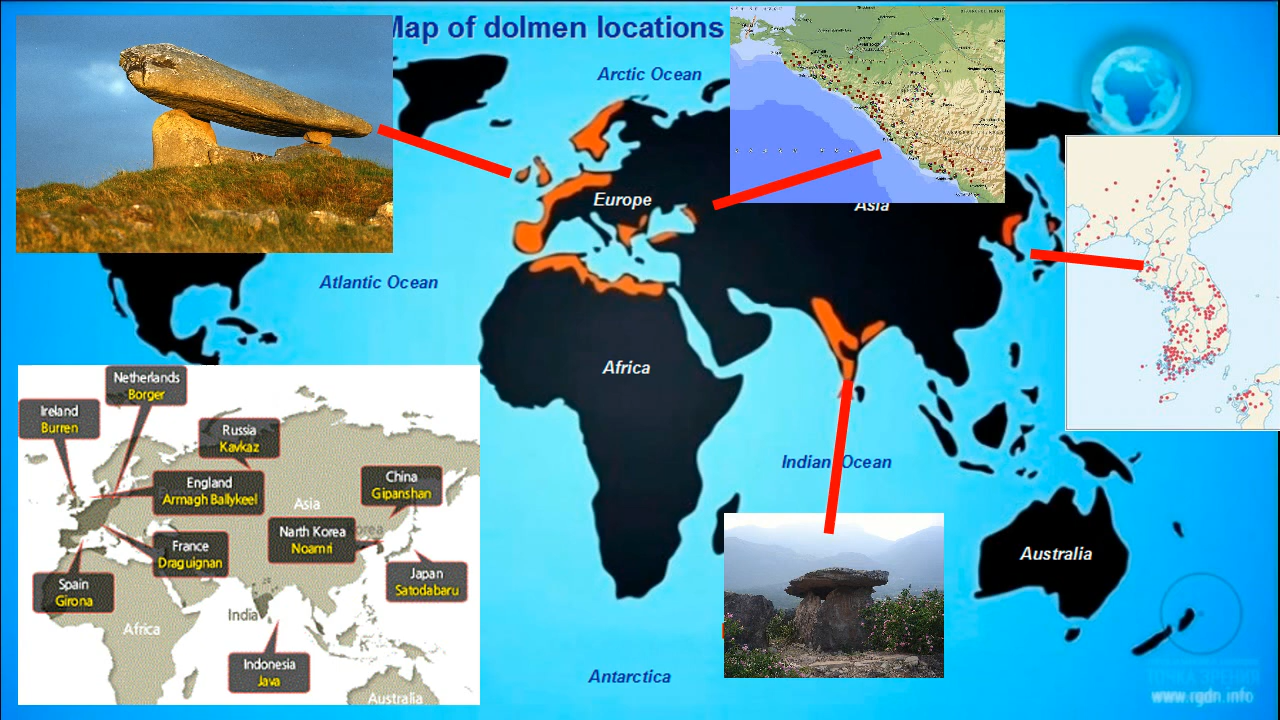 Map of dolmen locations
Arctic Ocean
Europe
Asia
Atlantic Ocean
Africa
Indian Ocean
Australia
Antarctica
www.rgdn.info
Netherlands
Borger
Ireland
Burren
Russia
Kavkaz
England
Armagh Ballykeel
China
Gipanshan
Asia
Narth Korea
Noamri
France
Draguignan
Japan
Satodabaru
Spain
Girona
India
Africa
Indonesia
Java
Australia